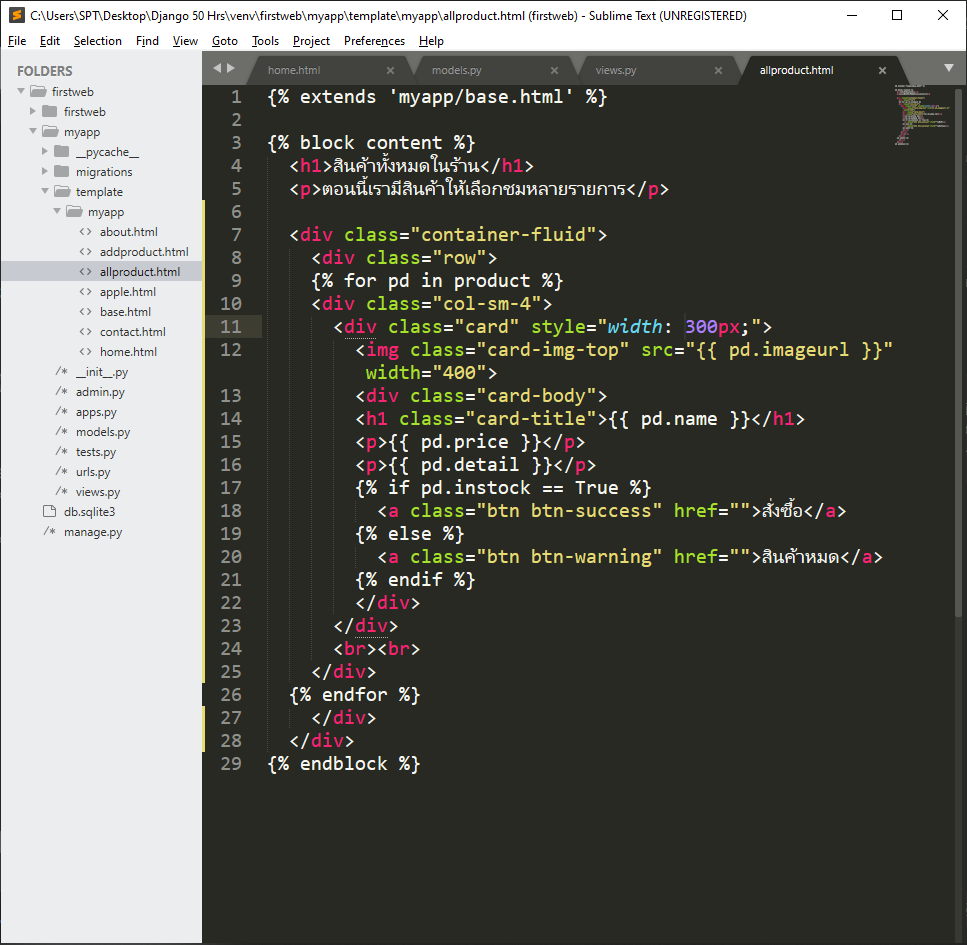 C:\Users\SPT\Desktop\Django 50 Hrs\venv\firstweb\myapp\template\myapp\allproduct.html (firstweb) - Sublime Text (UNREGISTERED)
File Edit Selection Find View Goto Tools Project Preferences Help
FOLDERS
firstweb
firstweb
myapp
__pycache__
migrations
template
myapp
about.html
addproduct.html
allproduct.html
apple.html
base.html
contact.html
home.html
__init__.py
admin.py
apps.py
models.py
tests.py
urls.py
views.py
db.sqlite3
manage.py
home.html models.py views.py allproduct.html
1 {% extends 'myapp/base.html' %}
2
3 {% block content %}
4 <h1>สินค้าทั้งหมดในร้าน</h1>
5 <p>ตอนนี้เรามีสินค้าให้เลือกชมหลายรายการ</p>
6
7 <div class="container-fluid">
8 <div class="row">
9 {% for pd in product %}
10 <div class="col-sm-4">
11 <div class="card" style="width: 300px;">
12 <img class="card-img-top" src="{{ pd.imageurl }}"
width="400">
13 <div class="card-body">
14 <h1 class="card-title">{{ pd.name }}</h1>
15 <p>{{ pd.price }}</p>
16 <p>{{ pd.detail }}</p>
17 {% if pd.instock == True %}
18 <a class="btn btn-success" href="">สั่งซื้อ</a>
19 {% else %}
20 <a class="btn btn-warning" href="">สินค้าหมด</a>
21 {% endif %}
22 </div>
23 </div>
24 <br><br>
25 </div>
26 {% endfor %}
27 </div>
28 </div>
29 {% endblock %}